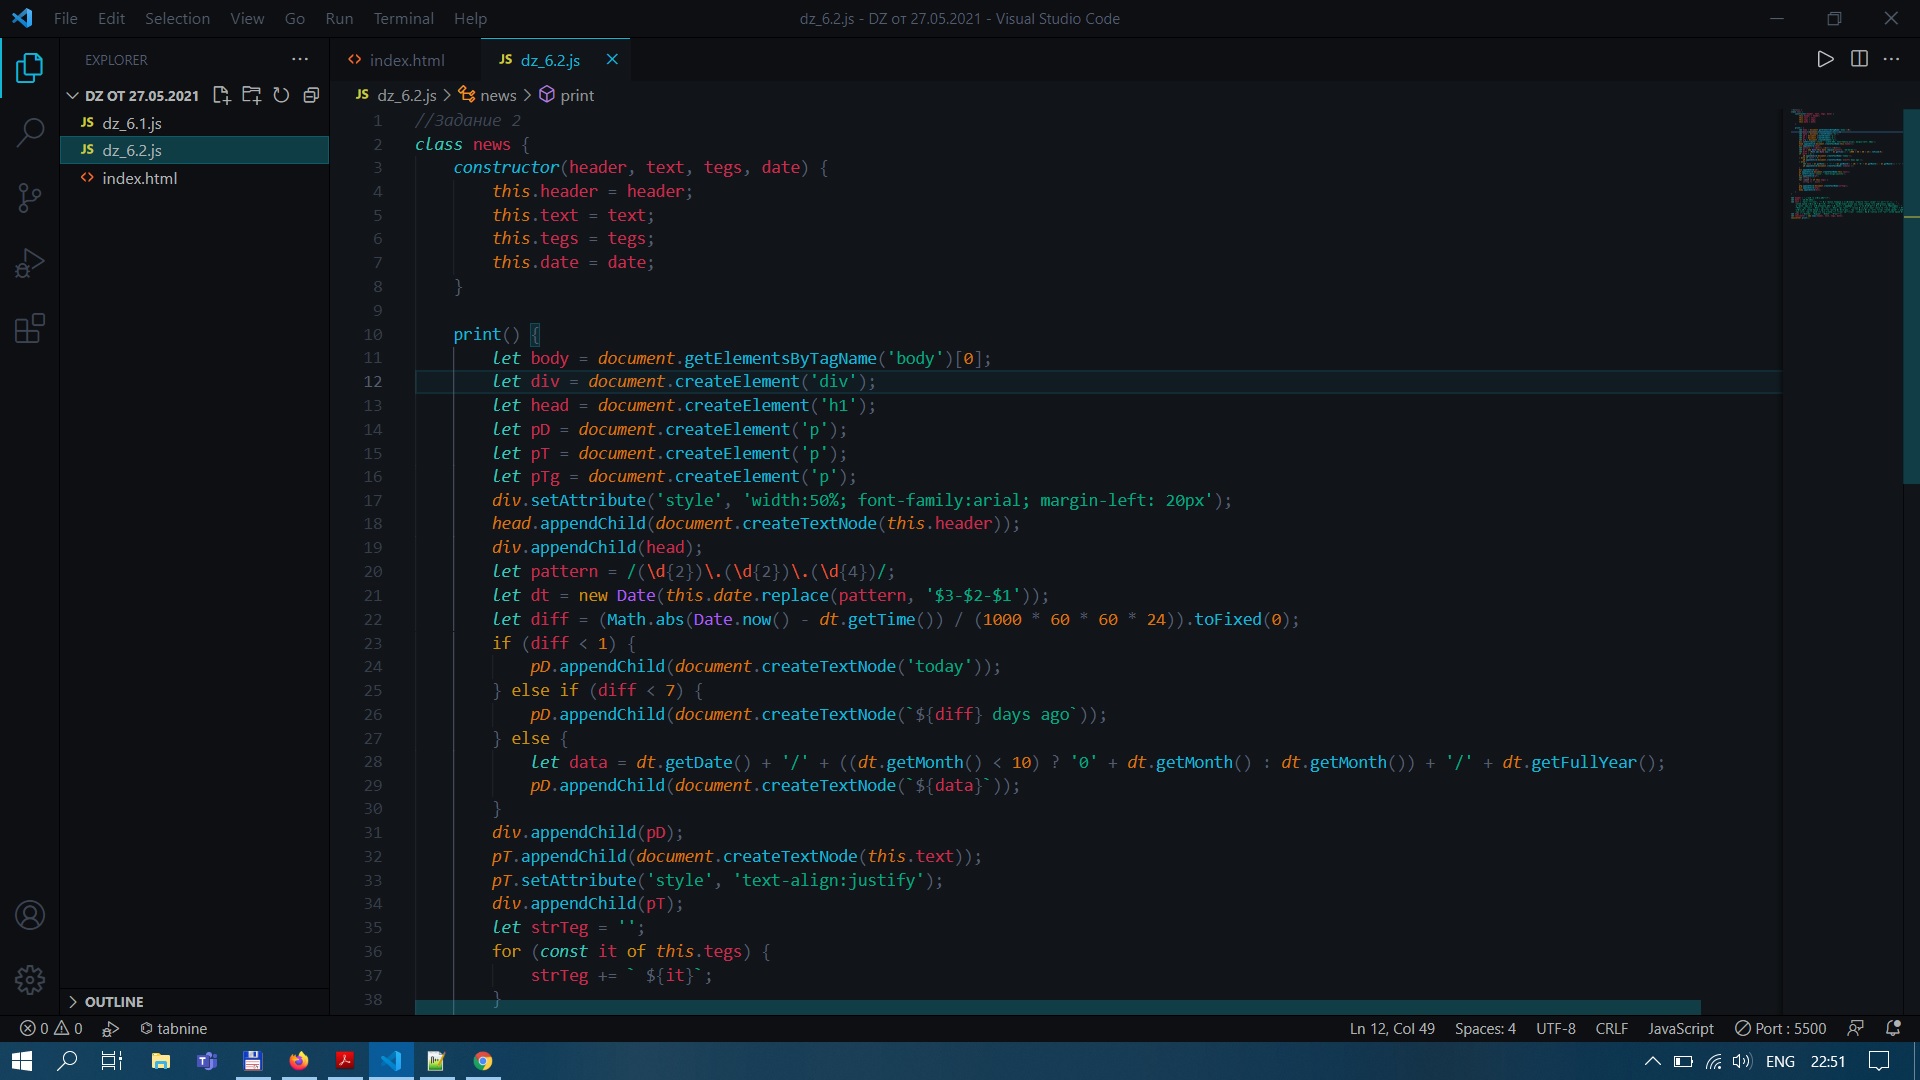 File Edit Selection View Go Run Terminal Help
dz_6.2.js - DZ от 27.05.2021 - Visual Studio Code
EXPLORER
DZ ОТ 27.05.2021
JS dz_6.1.js
JS dz_6.2.js
<> index.html
OUTLINE
<> index.html
JS dz_6.2.js
JS dz_6.2.js > news > print
1 //Задание 2
2 class news {
3 constructor(header, text, tegs, date) {
4 this.header = header;
5 this.text = text;
6 this.tegs = tegs;
7 this.date = date;
8 }
9
10 print() {
11 let body = document.getElementsByTagName('body')[0];
12 let div = document.createElement('div');
13 let head = document.createElement('h1');
14 let pD = document.createElement('p');
15 let pT = document.createElement('p');
16 let pTg = document.createElement('p');
17 div.setAttribute('style', 'width:50%; font-family:arial; margin-left: 20px');
18 head.appendChild(document.createTextNode(this.header));
19 div.appendChild(head);
20 let pattern = /(\d{2})\.(\d{2})\.(\d{4})/;
21 let dt = new Date(this.date.replace(pattern, '$3-$2-$1'));
22 let diff = (Math.abs(Date.now() - dt.getTime()) / (1000 * 60 * 60 * 24)).toFixed(0);
23 if (diff < 1) {
24 pD.appendChild(document.createTextNode('today'));
25 } else if (diff < 7) {
26 pD.appendChild(document.createTextNode(`${diff} days ago`));
27 } else {
28 let data = dt.getDate() + '/' + ((dt.getMonth() < 10) ? '0' + dt.getMonth() : dt.getMonth()) + '/' + dt.getFullYear();
29 pD.appendChild(document.createTextNode(`${data}`));
30 }
31 div.appendChild(pD);
32 pT.appendChild(document.createTextNode(this.text));
33 pT.setAttribute('style', 'text-align:justify');
34 div.appendChild(pT);
35 let strTeg = '';
36 for (const it of this.tegs) {
37 strTeg += ` ${it}`;
38 }
0 0 tabnine
Ln 12, Col 49 Spaces: 4 UTF-8 CRLF JavaScript Port : 5500
ENG 22:51